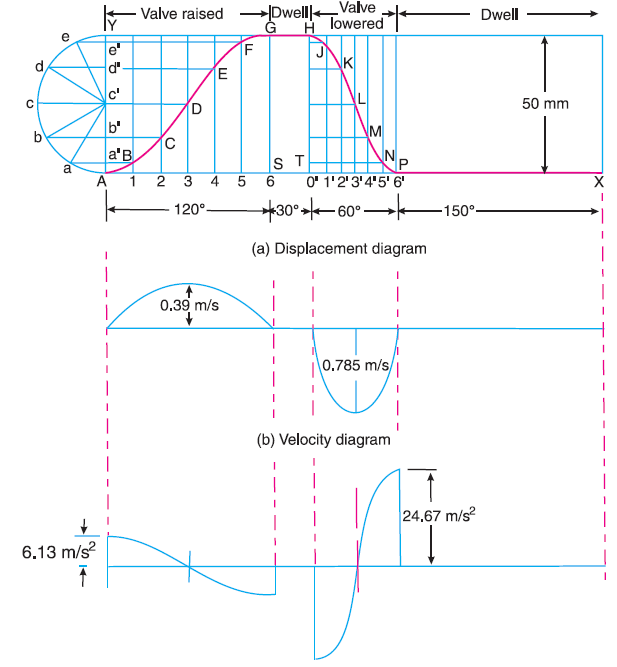 Y Valve raised Dwell Valve lowered Dwell
G H
e e" F J
d d" E K
c c' D L 50 mm
b b" C M
a a" B S T N P
A 1 2 3 4 5 6 0" 1' 2' 3' 4' 5' 6' X
120° 30° 60° 150°
(a) Displacement diagram
0.39 m/s
0.785 m/s
(b) Velocity diagram
24.67 m/s²
6.13 m/s²